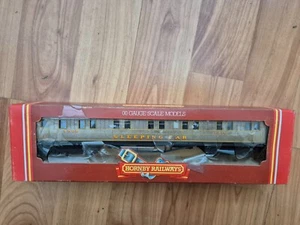 00 GAUGE SCALE MODELS
SLEEPING CAR
HORNBY RAILWAYS